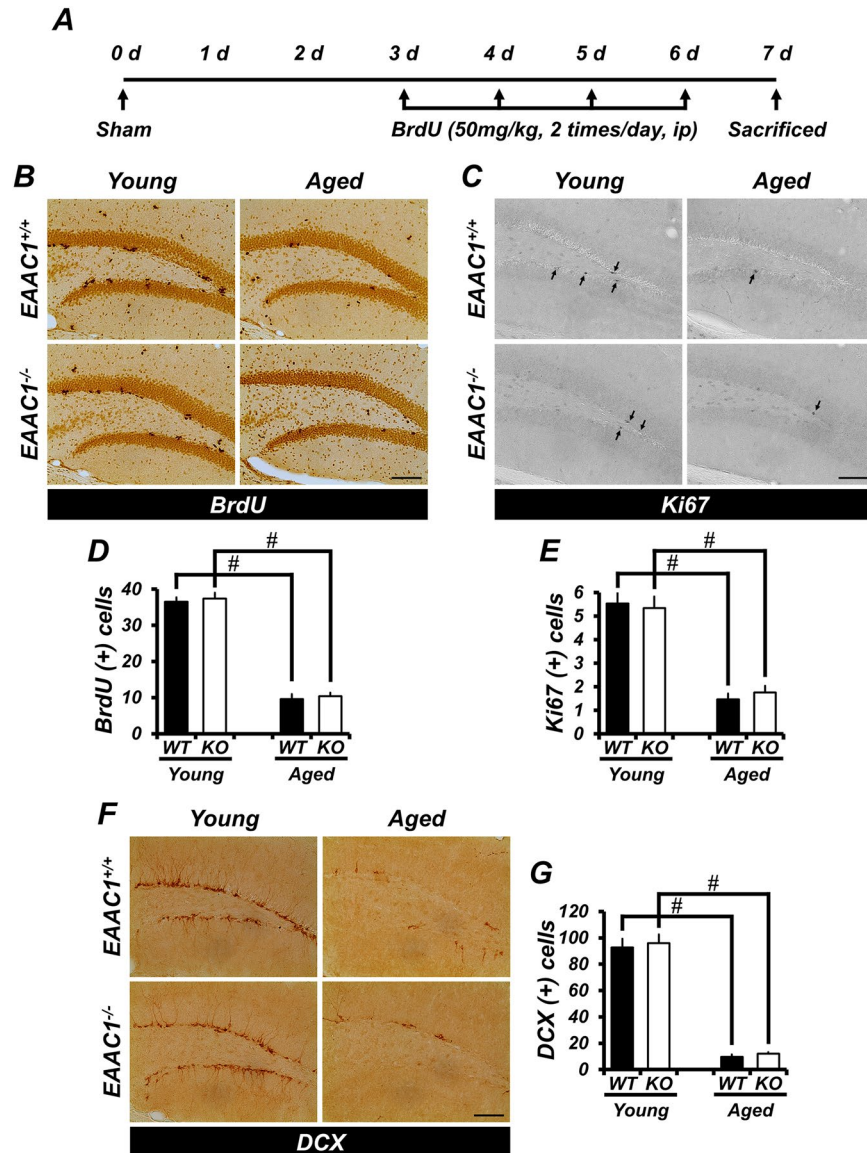 A
0 d 1 d 2 d 3 d 4 d 5 d 6 d 7 d
Sham BrdU (50mg/kg, 2 times/day, ip) Sacrificed
B Young Aged
EAAC1+/+
EAAC1-/-
BrdU
C Young Aged
EAAC1+/+
EAAC1-/-
Ki67
D
#
#
BrdU (+) cells
40
30
20
10
0
WT KO WT KO
Young Aged
E
#
#
Ki67 (+) cells
6
5
4
3
2
1
0
WT KO WT KO
Young Aged
F Young Aged
EAAC1+/+
EAAC1-/-
DCX
G
#
#
DCX (+) cells
120
100
80
60
40
20
0
WT KO WT KO
Young Aged